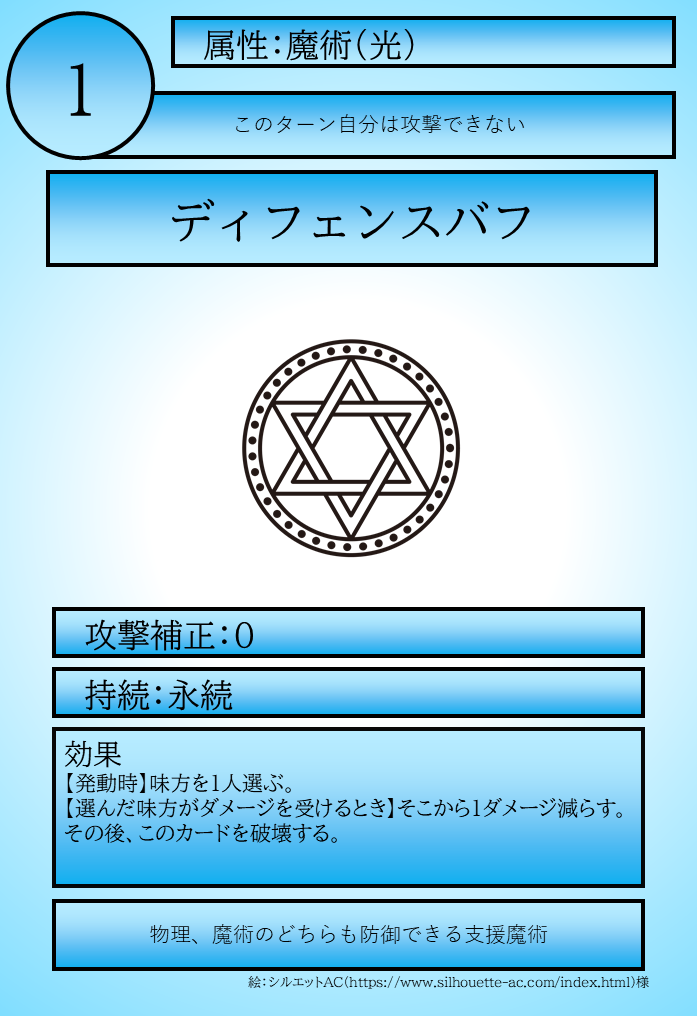 属性：魔術（光）
1
このターン自分は攻撃できない
ディフェンスバフ
攻撃補正：0
持続：永続
効果
【発動時】味方を1人選ぶ。
【選んだ味方がダメージを受けるとき】そこから1ダメージ減らす。
その後、このカードを破壊する。
物理、魔術のどちらも防御できる支援魔術
絵：シルエットAC（https://www.silhouette-ac.com/index.html）様